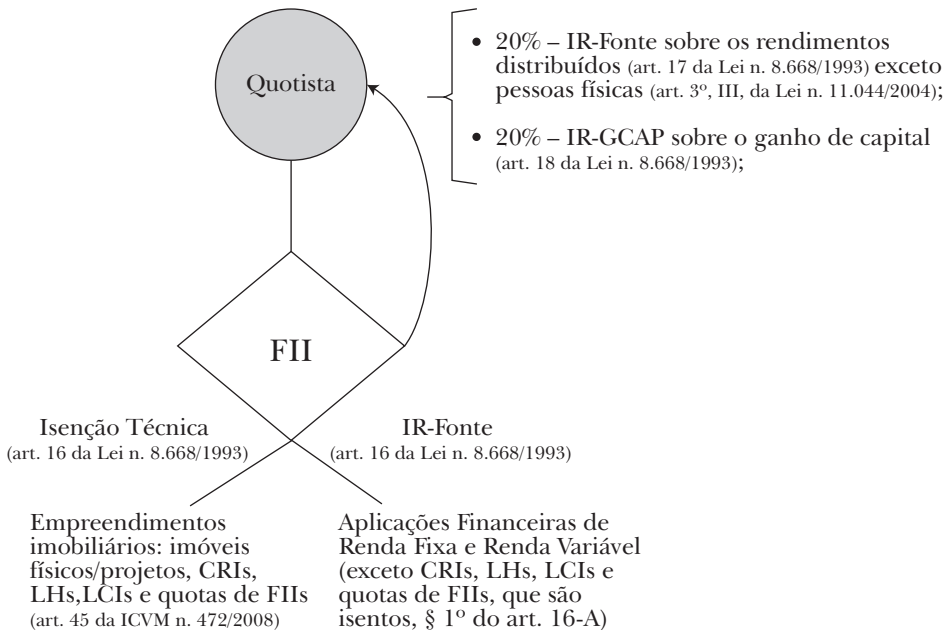 Quotista
• 20% – IR-Fonte sobre os rendimentos
distribuídos (art. 17 da Lei n. 8.668/1993) exceto
pessoas físicas (art. 3º, III, da Lei n. 11.044/2004);
• 20% – IR-GCAP sobre o ganho de capital
(art. 18 da Lei n. 8.668/1993);
FII
Isenção Técnica
(art. 16 da Lei n. 8.668/1993)
IR-Fonte
(art. 16 da Lei n. 8.668/1993)
Empreendimentos
imobiliários: imóveis
físicos/projetos, CRIs,
LHs,LCIs e quotas de FIIs
(art. 45 da ICVM n. 472/2008)
Aplicações Financeiras de
Renda Fixa e Renda Variável
(exceto CRIs, LHs, LCIs e
quotas de FIIs, que são
isentos, § 1º do art. 16-A)